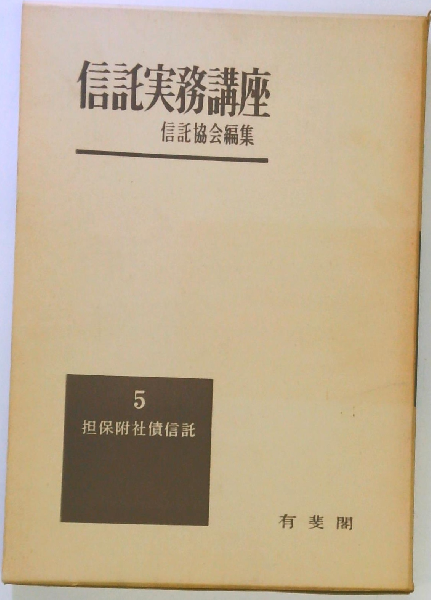 信託実務講座
信託協会編集
5
担保附社債信託
有斐閣